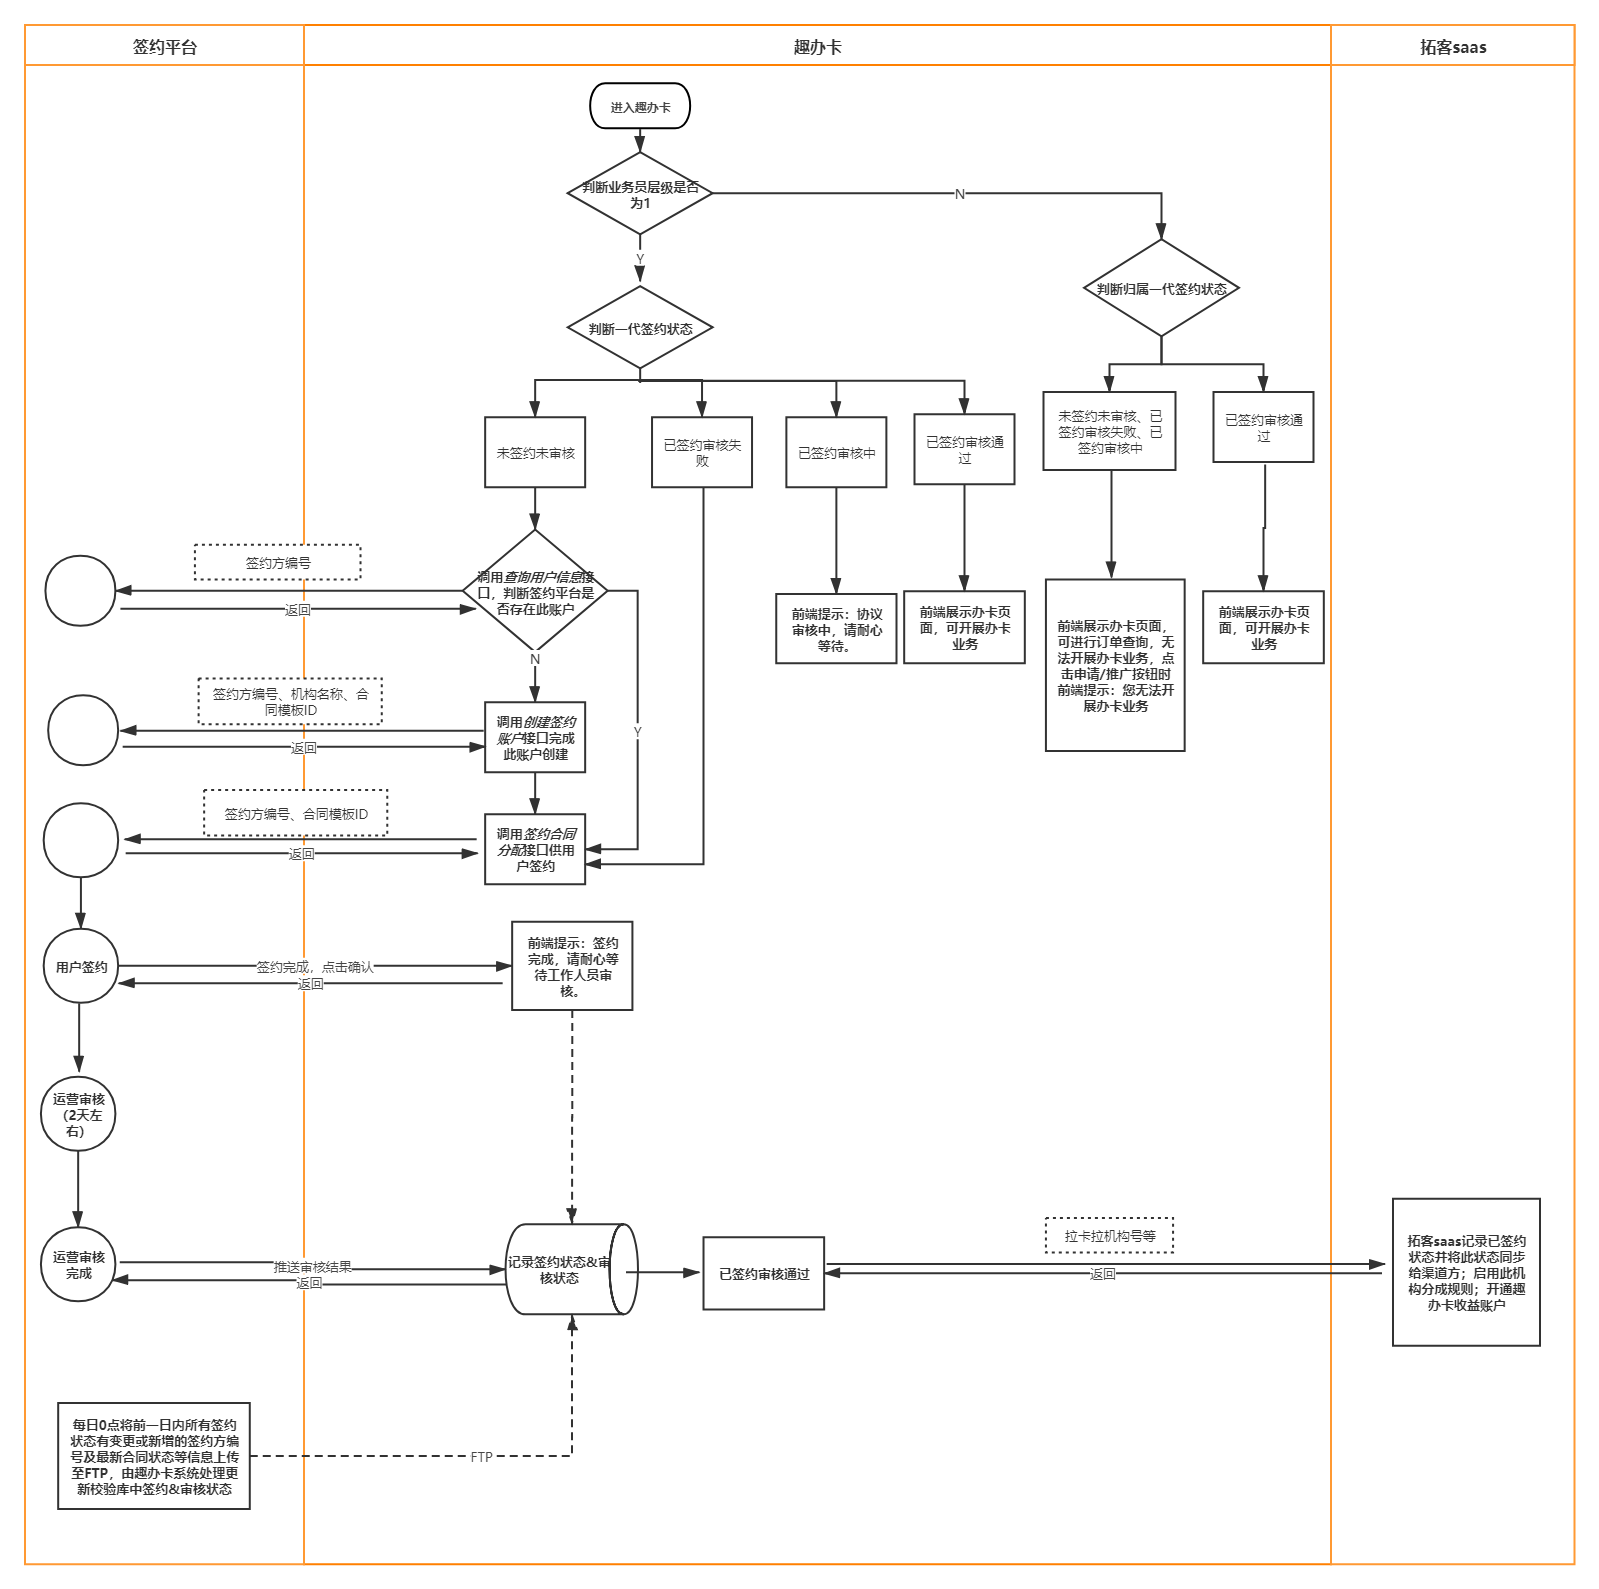 签约平台
趣办卡
拓客saas
进入趣办卡
判断业务员层级是否
为1
N
Y
判断归属一代签约状态
判断一代签约状态
未签约未审核
已签约审核失
败
已签约审核中
已签约审核通
过
未签约未审核、已
签约审核失败、已
签约审核中
已签约审核通
过
签约方编号
调用查询用户信息接
口，判断签约平台是
否存在此账户
返回
前端提示：协议
审核中，请耐心
等待。
前端展示办卡页
面，可开展办卡
业务
前端展示办卡页面，
可进行订单查询，无
法开展办卡业务，点
击申请/推广按钮时
前端提示：您无法开
展办卡业务
前端展示办卡页
面，可开展办卡
业务
N
签约方编号、机构名称、合
同模板ID
调用创建签约
账户接口完成
此账户创建
返回
Y
签约方编号、合同模板ID
调用签约合同
分配接口供用
户签约
返回
用户签约
签约完成，点击确认
返回
前端提示：签约
完成，请耐心等
待工作人员审
核。
运营审核
（2天左
右）
运营审核
完成
推送审核结果
返回
记录签约状态&审
核状态
已签约审核通过
拉卡拉机构号等
返回
拓客saas记录已签约
状态并将此状态同步
给渠道方；启用此机
构分成规则；开通趣
办卡收益账户
每日0点将前一日内所有签约
状态有变更或新增的签约方编
号及最新合同状态等信息上传
至FTP，由趣办卡系统处理更
新校验库中签约&审核状态
FTP